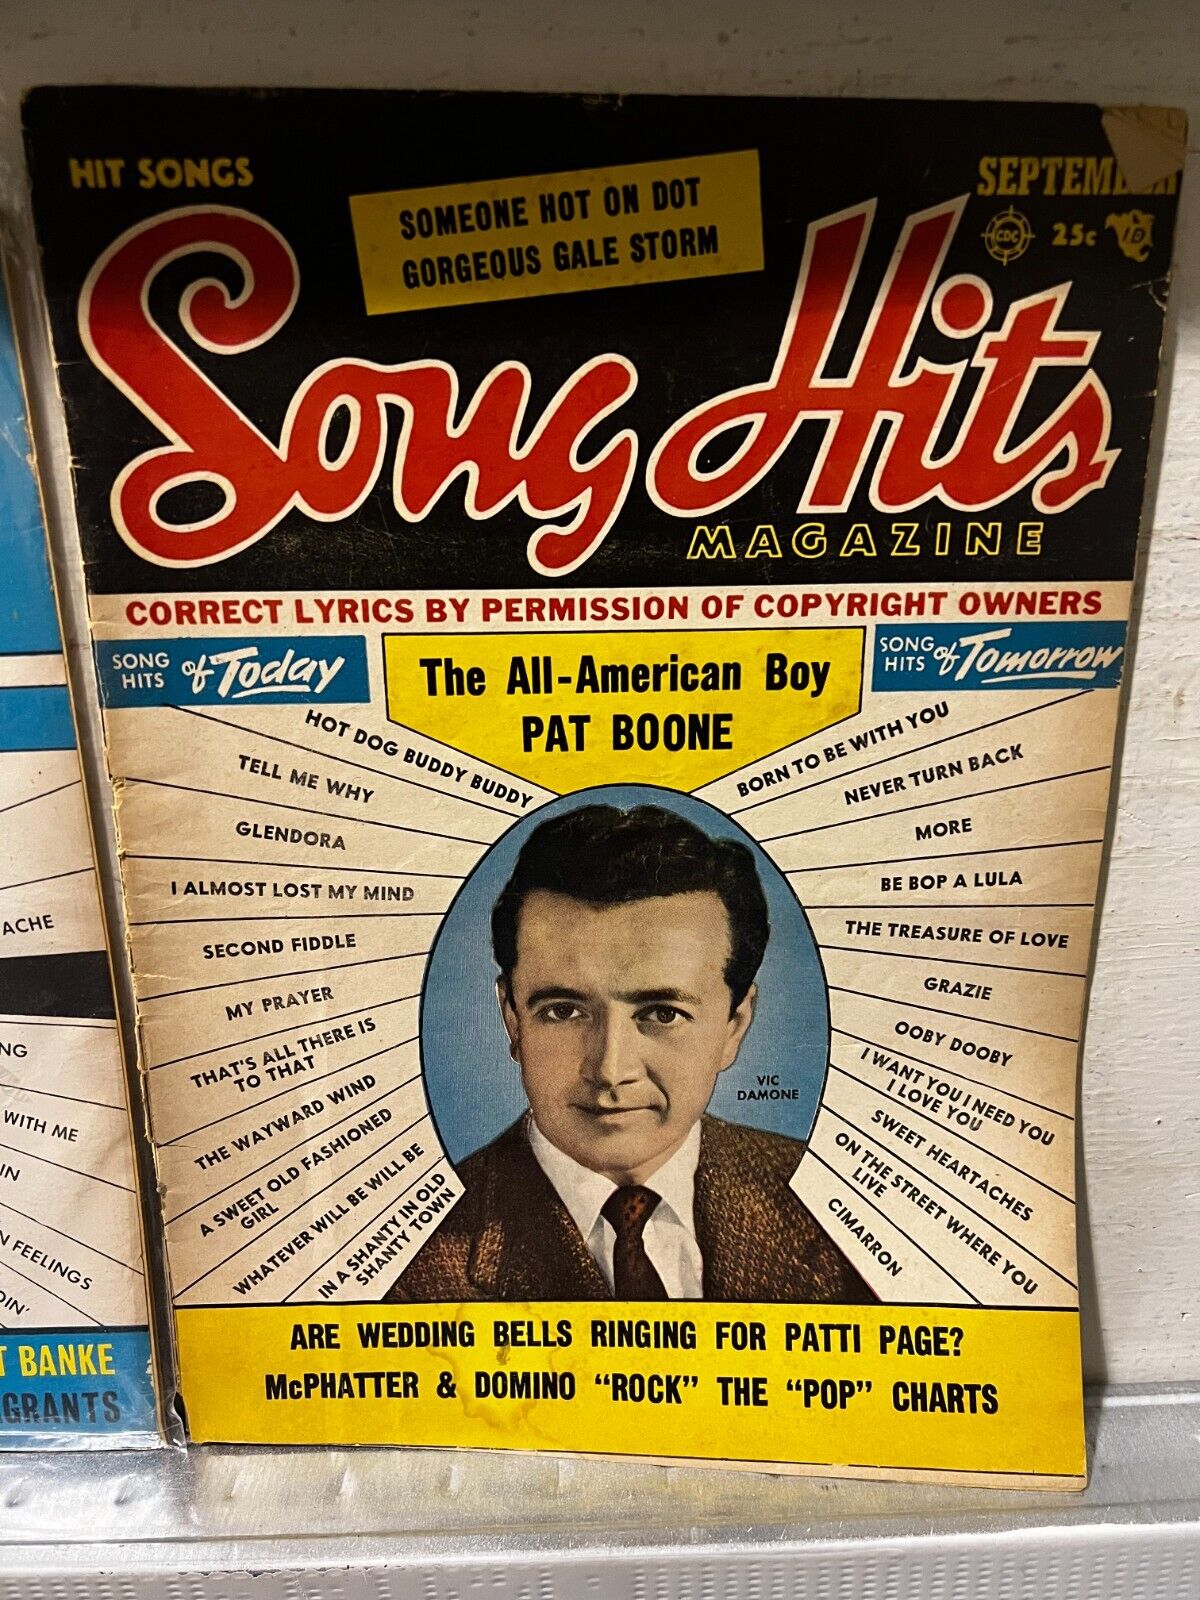 HIT SONGS
SOMEONE HOT ON DOT
GORGEOUS GALE STORM
SEPTEMBER
CDC
25c
Song Hits
MAGAZINE
CORRECT LYRICS BY PERMISSION OF COPYRIGHT OWNERS
SONG HITS of Today
The All-American Boy
PAT BOONE
SONG HITS of Tomorrow
HOT DOG BUDDY BUDDY
TELL ME WHY
GLENDORA
I ALMOST LOST MY MIND
SECOND FIDDLE
MY PRAYER
THAT'S ALL THERE IS
TO THAT
THE WAYWARD WIND
A SWEET OLD FASHIONED
GIRL
WHATEVER WILL BE WILL BE
IN A SHANTY IN OLD
SHANTY TOWN
BORN TO BE WITH YOU
NEVER TURN BACK
MORE
BE BOP A LULA
THE TREASURE OF LOVE
GRAZIE
OOBY DOOBY
I WANT YOU I NEED YOU
I LOVE YOU
SWEET HEARTACHES
ON THE STREET WHERE YOU
LIVE
CIMARRON
VIC
DAMONE
ARE WEDDING BELLS RINGING FOR PATTI PAGE?
McPHATTER & DOMINO "ROCK" THE "POP" CHARTS
ACHE
NG
WITH ME
IN
N FEELINGS
OIN'
T BANKE
GRANTS